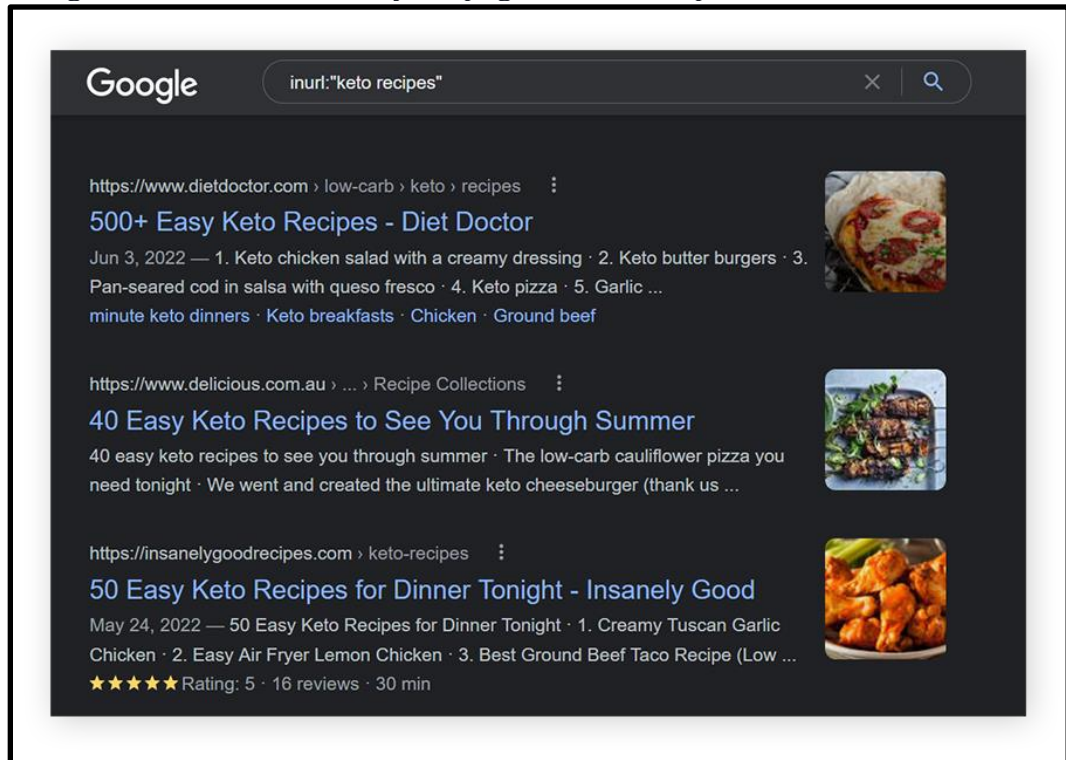 Google
inurl:"keto recipes"
https://www.dietdoctor.com › low-carb › keto › recipes
500+ Easy Keto Recipes - Diet Doctor
Jun 3, 2022 — 1. Keto chicken salad with a creamy dressing · 2. Keto butter burgers · 3.
Pan-seared cod in salsa with queso fresco · 4. Keto pizza · 5. Garlic ...
minute keto dinners · Keto breakfasts · Chicken · Ground beef
https://www.delicious.com.au › ... › Recipe Collections
40 Easy Keto Recipes to See You Through Summer
40 easy keto recipes to see you through summer · The low-carb cauliflower pizza you
need tonight · We went and created the ultimate keto cheeseburger (thank us ...
https://insanelygoodrecipes.com › keto-recipes
50 Easy Keto Recipes for Dinner Tonight - Insanely Good
May 24, 2022 — 50 Easy Keto Recipes for Dinner Tonight · 1. Creamy Tuscan Garlic
Chicken · 2. Easy Air Fryer Lemon Chicken · 3. Best Ground Beef Taco Recipe (Low ...
★★★★★ Rating: 5 · 16 reviews · 30 min